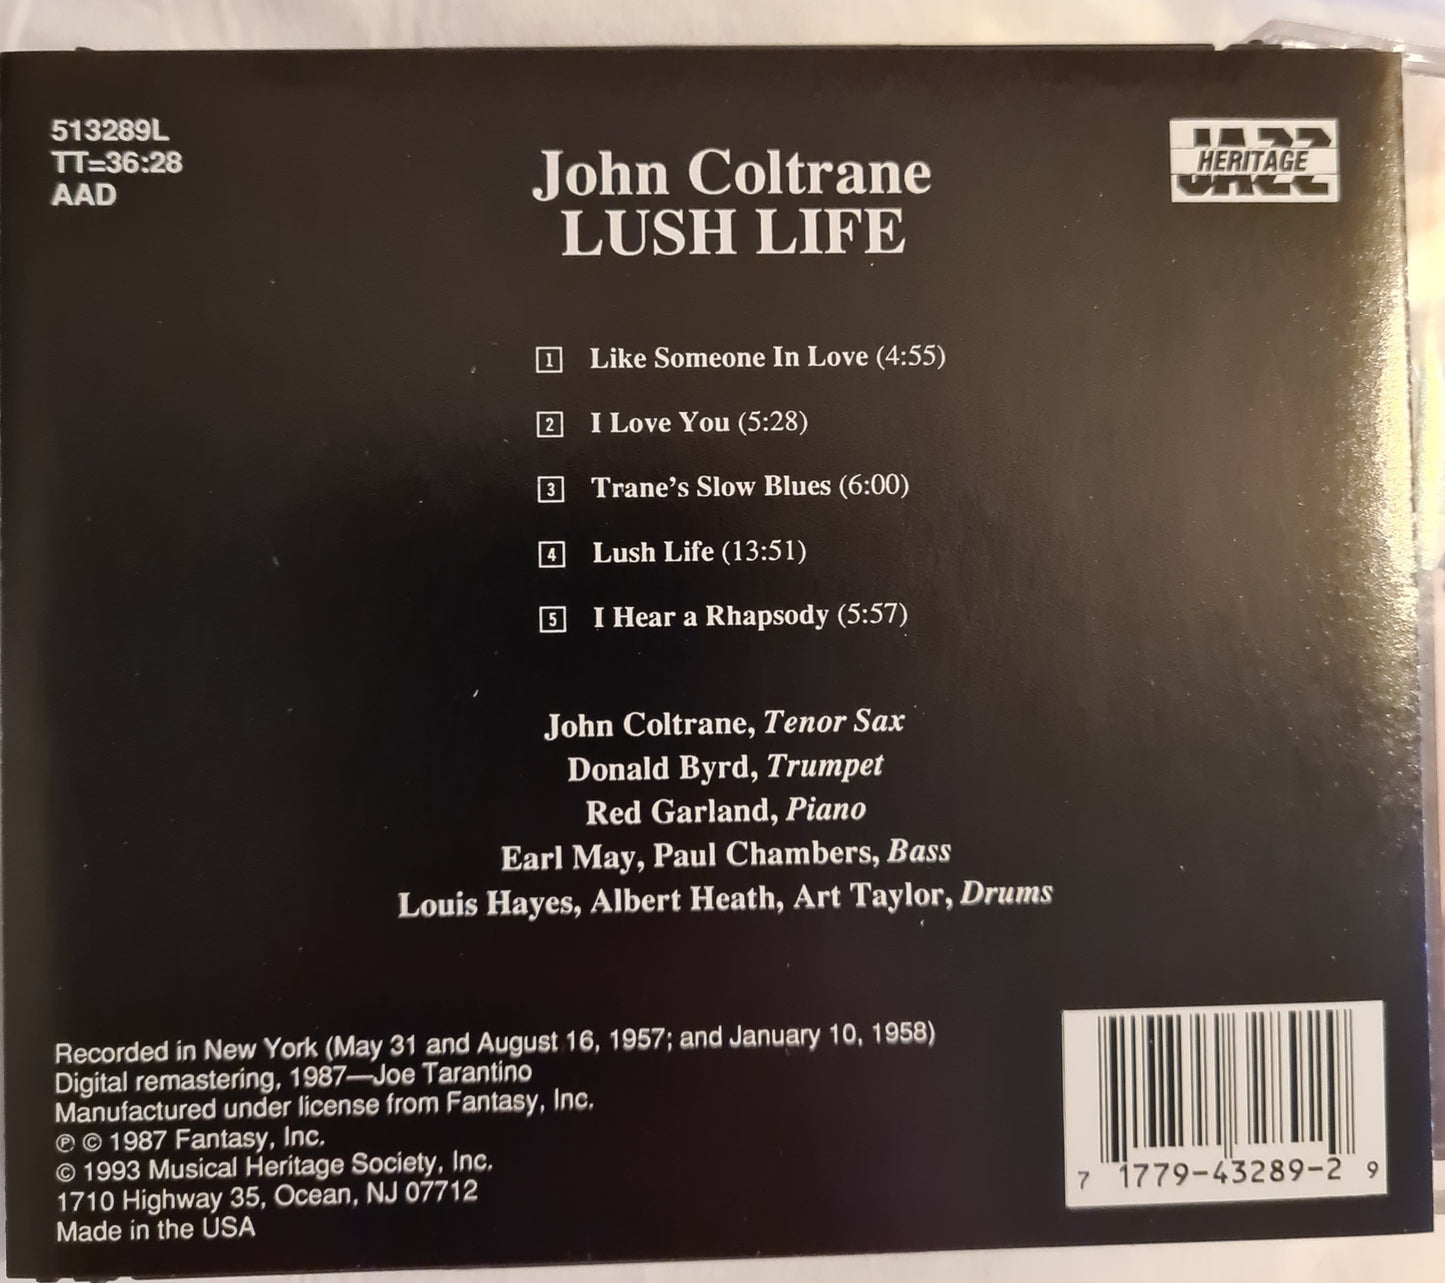 513289L
TT=36:28
AAD
JAZZ
HERITAGE
JAZZ
John Coltrane
LUSH LIFE
1 Like Someone In Love (4:55)
2 I Love You (5:28)
3 Trane's Slow Blues (6:00)
4 Lush Life (13:51)
5 I Hear a Rhapsody (5:57)
John Coltrane, Tenor Sax
Donald Byrd, Trumpet
Red Garland, Piano
Earl May, Paul Chambers, Bass
Louis Hayes, Albert Heath, Art Taylor, Drums
Recorded in New York (May 31 and August 16, 1957; and January 10, 1958)
Digital remastering, 1987—Joe Tarantino
Manufactured under license from Fantasy, Inc.
℗ © 1987 Fantasy, Inc.
© 1993 Musical Heritage Society, Inc.
1710 Highway 35, Ocean, NJ 07712
Made in the USA
7 1779-43289-2 9